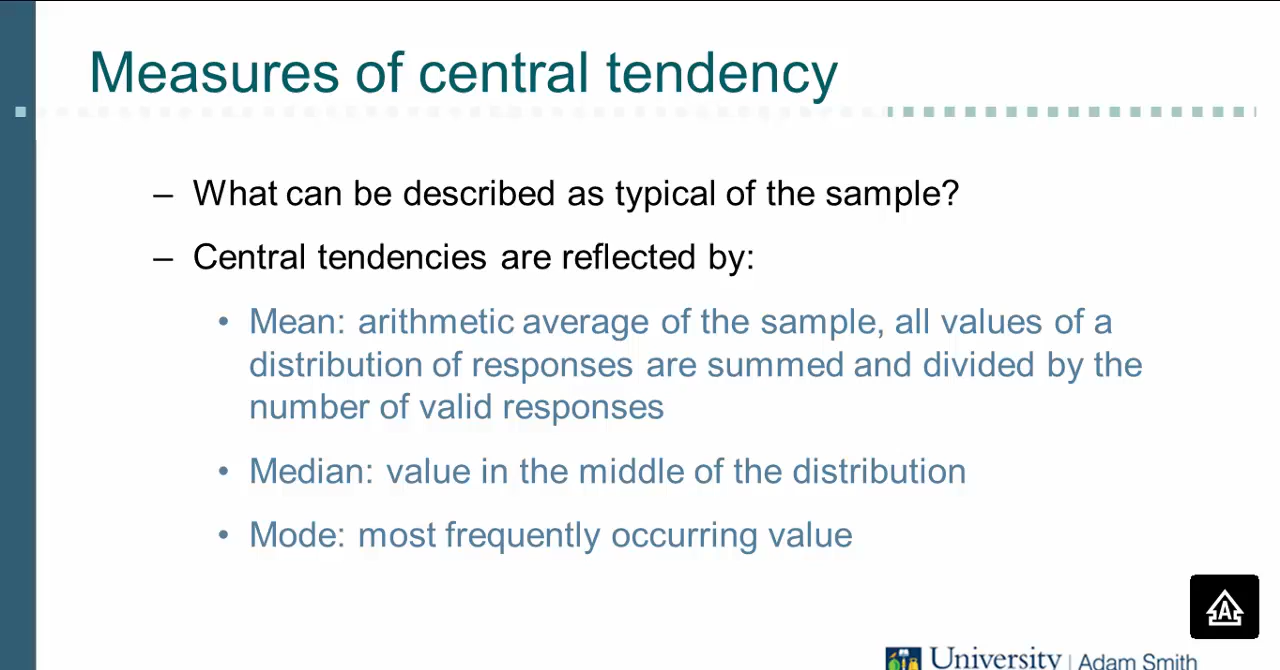 Measures of central tendency
– What can be described as typical of the sample?
– Central tendencies are reflected by:
• Mean: arithmetic average of the sample, all values of a
distribution of responses are summed and divided by the
number of valid responses
• Median: value in the middle of the distribution
• Mode: most frequently occurring value
A
University | Adam Smith